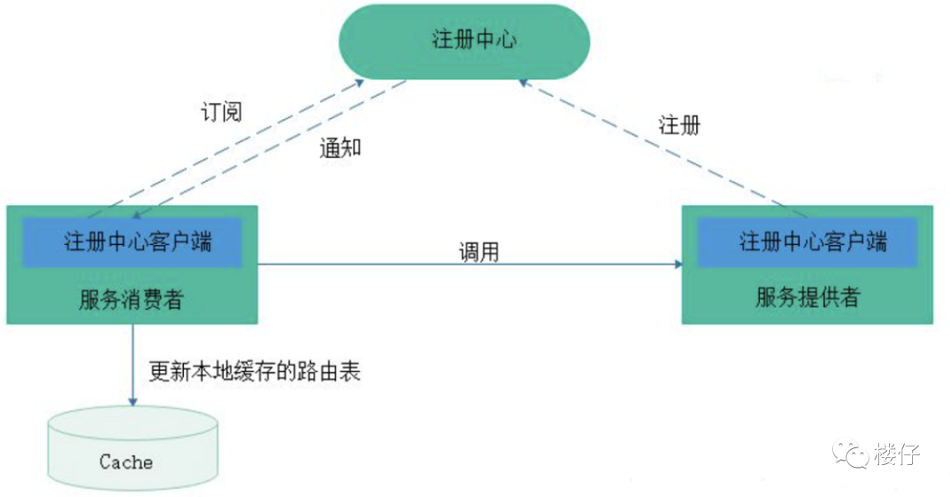 注册中心
订阅
通知
注册
注册中心客户端
服务消费者
调用
注册中心客户端
服务提供者
更新本地缓存的路由表
Cache
楼仔